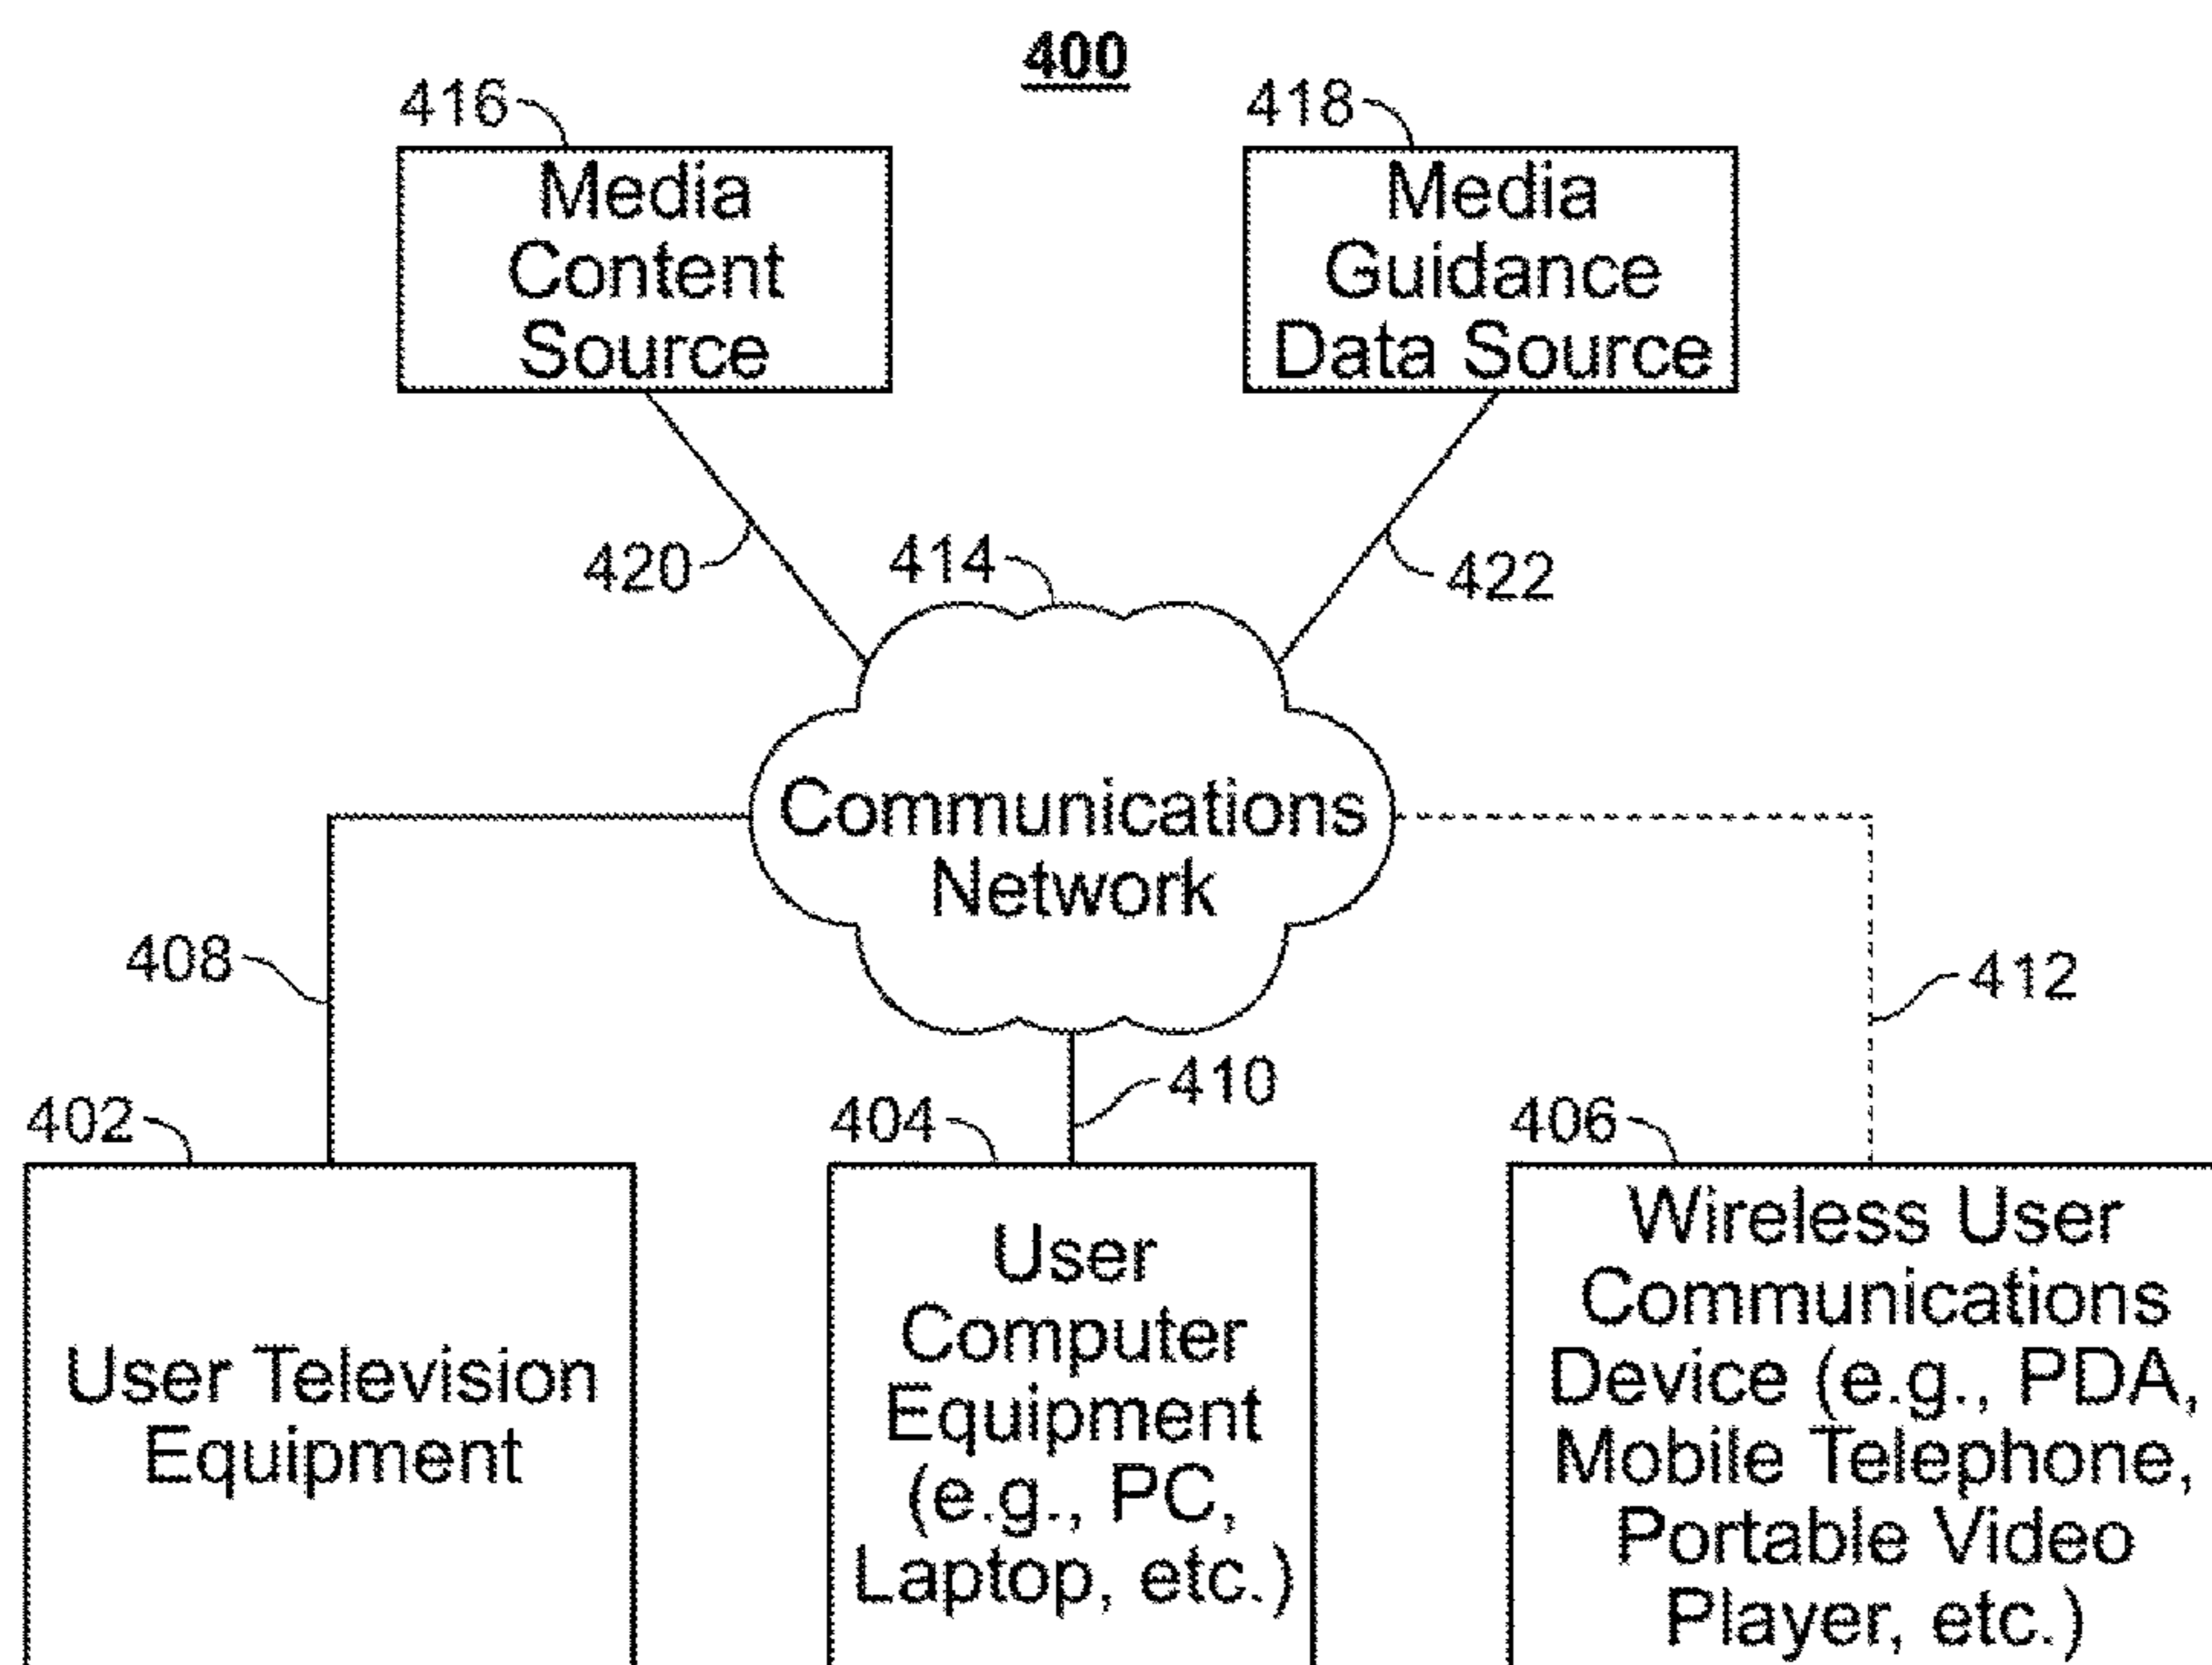 400
416
418
Media
Content
Source
Media
Guidance
Data Source
420
414
422
Communications
Network
408
412
410
402
404
406
User Television
Equipment
User
Computer
Equipment
(e.g., PC,
Laptop, etc.)
Wireless User
Communications
Device (e.g., PDA,
Mobile Telephone,
Portable Video
Player, etc.)